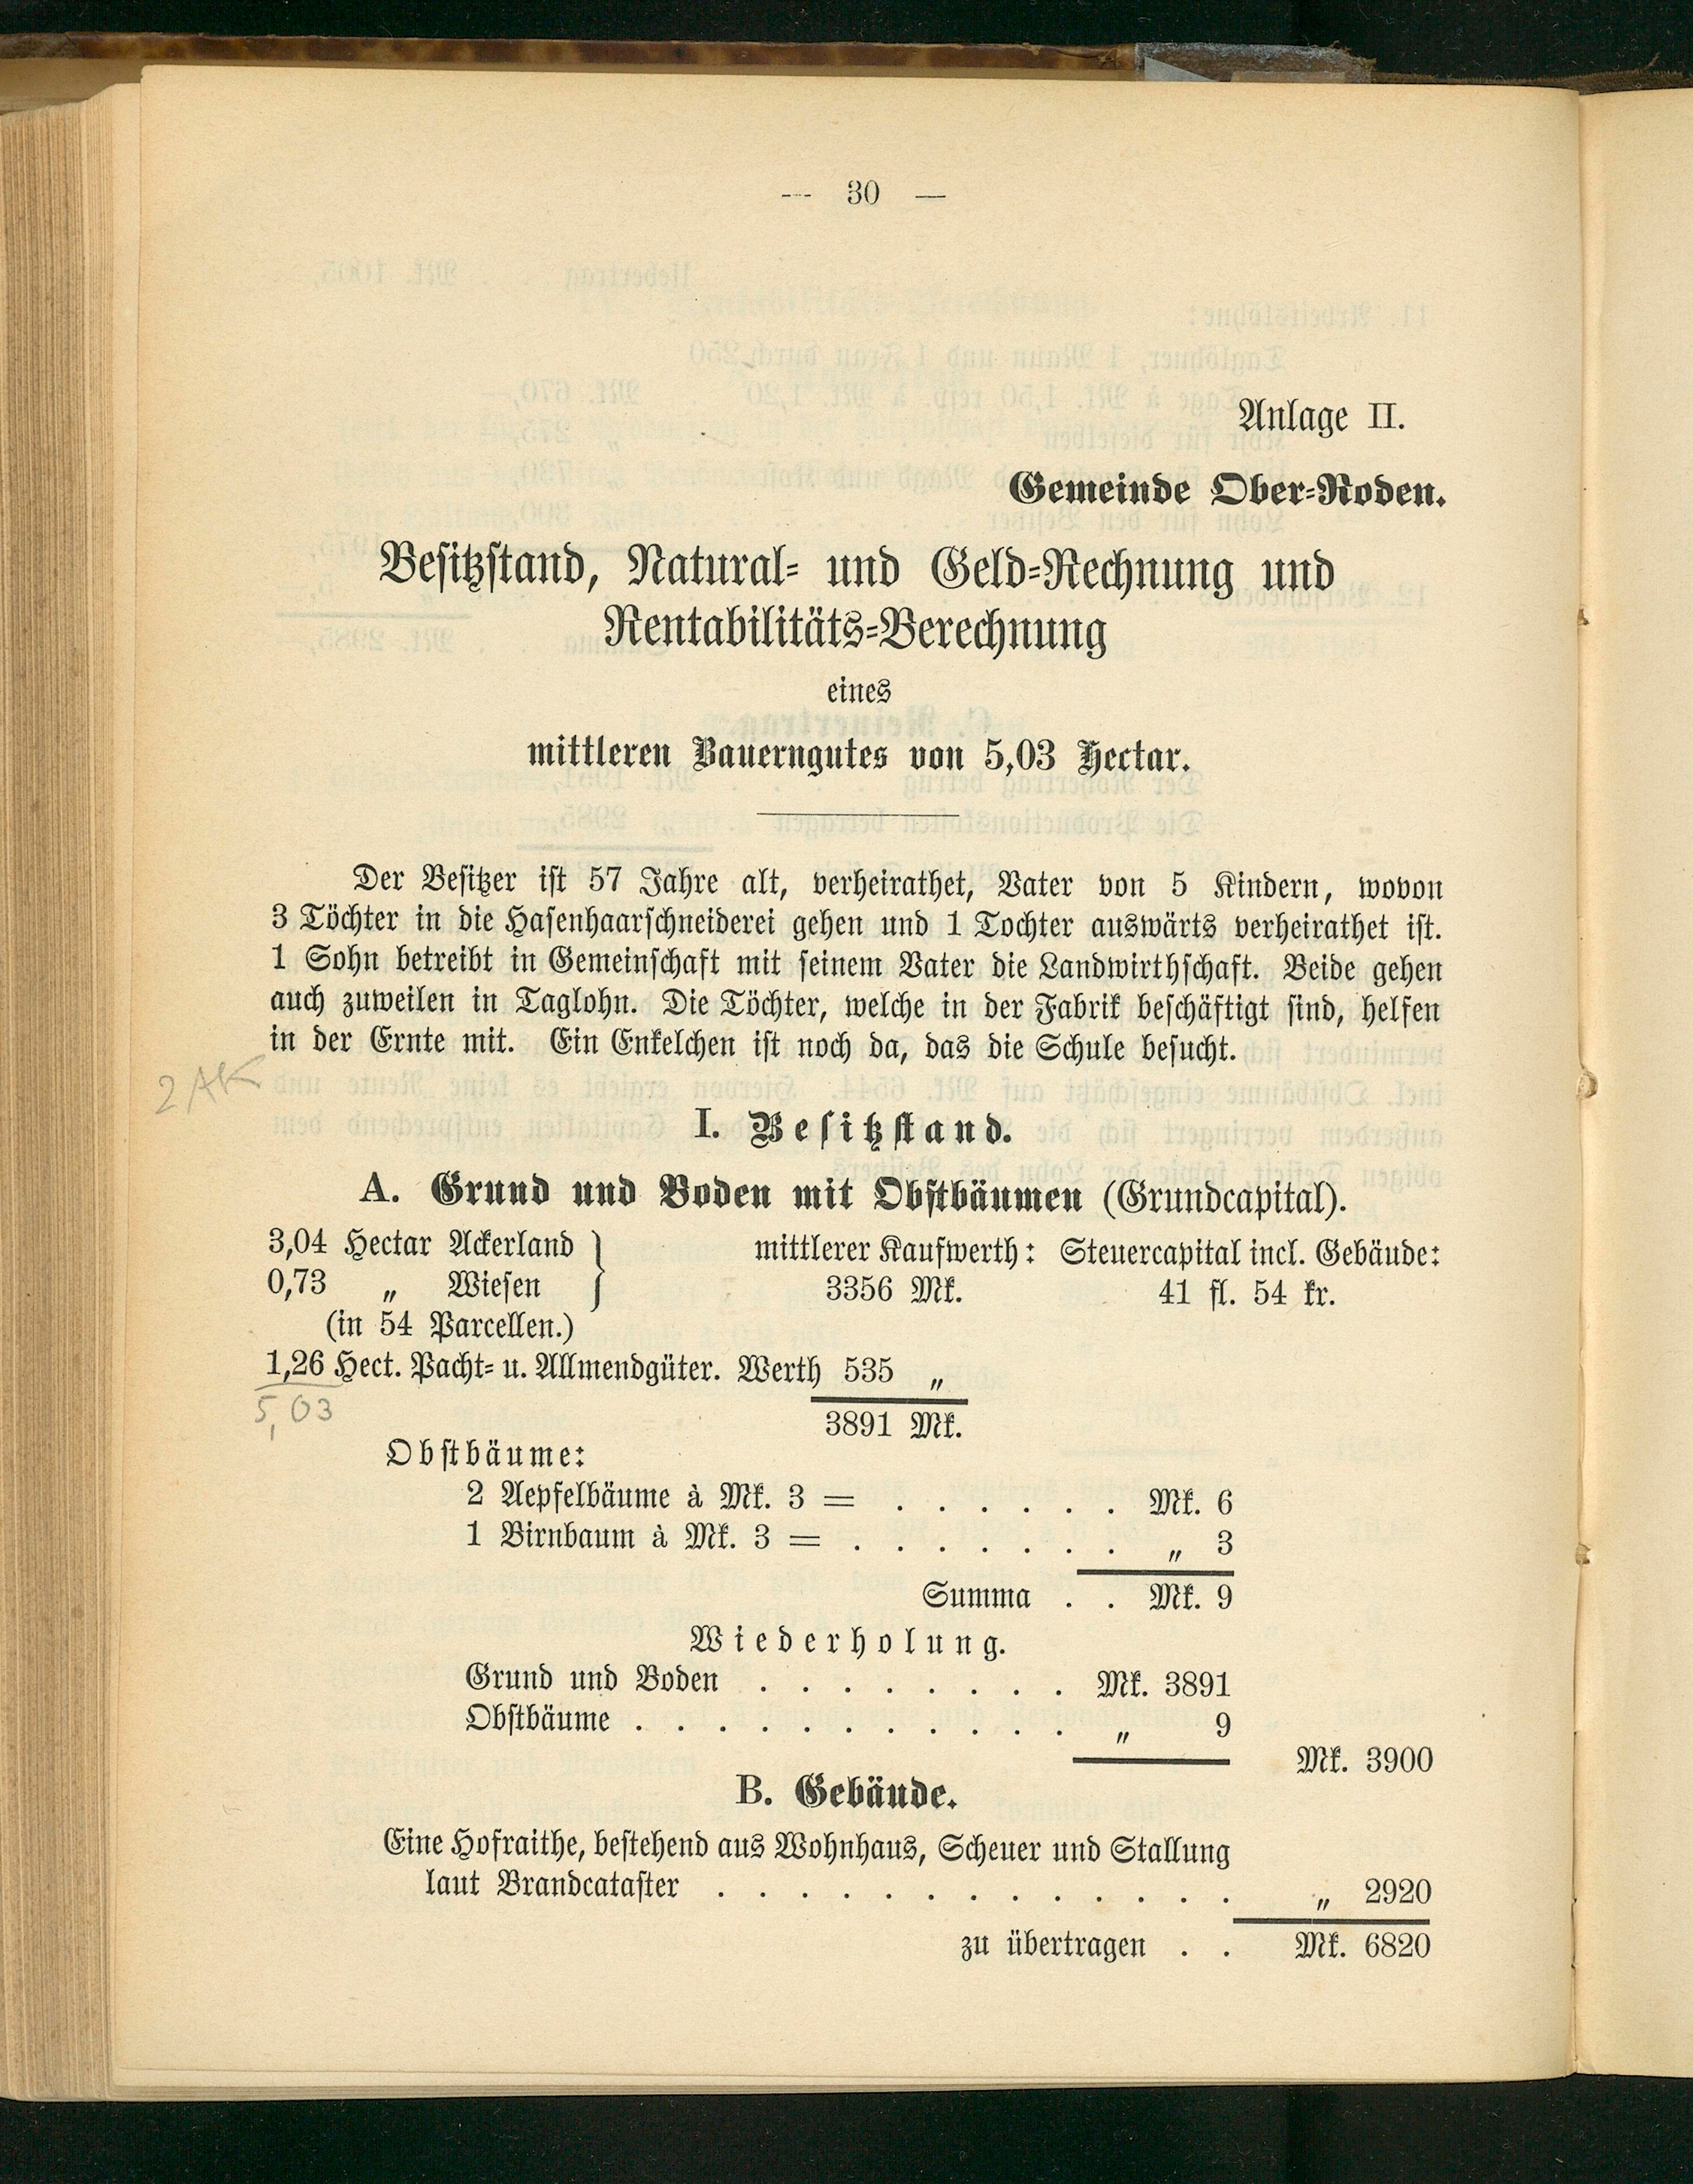 — 30 —
Anlage II.
Gemeinde Ober-Roden.
Besitzstand, Natural- und Geld-Rechnung und
Rentabilitäts-Berechnung
eines
mittleren Bauerngutes von 5,03 Hectar.
Der Besitzer ist 57 Jahre alt, verheirathet, Vater von 5 Kindern, wovon
3 Töchter in die Hasenhaarschneiderei gehen und 1 Tochter auswärts verheirathet ist.
1 Sohn betreibt in Gemeinschaft mit seinem Vater die Landwirthschaft. Beide gehen
auch zuweilen in Taglohn. Die Töchter, welche in der Fabrik beschäftigt sind, helfen
in der Ernte mit. Ein Enkelchen ist noch da, das die Schule besucht.
2 AK
I. Besitzstand.
A. Grund und Boden mit Obstbäumen (Grundcapital).
3,04 Hectar Ackerland } mittlerer Kaufwerth: Steuercapital incl. Gebäude:
0,73 „ Wiesen 3356 Mk. 41 fl. 54 kr.
(in 54 Parcellen.)
1,26 Hect. Pacht- u. Allmendgüter. Werth 535 „
5,03
3891 Mk.
Obstbäume:
2 Aepfelbäume à Mk. 3 = . . . . . . Mk. 6
1 Birnbaum à Mk. 3 = . . . . . . . „ 3
Summa . . Mk. 9
Wiederholung.
Grund und Boden . . . . . . . . Mk. 3891
Obstbäume . . . . . . . . . . . „ 9
Mk. 3900
B. Gebäude.
Eine Hofraithe, bestehend aus Wohnhaus, Scheuer und Stallung
laut Brandcataster . . . . . . . . . . . . . „ 2920
zu übertragen . . Mk. 6820